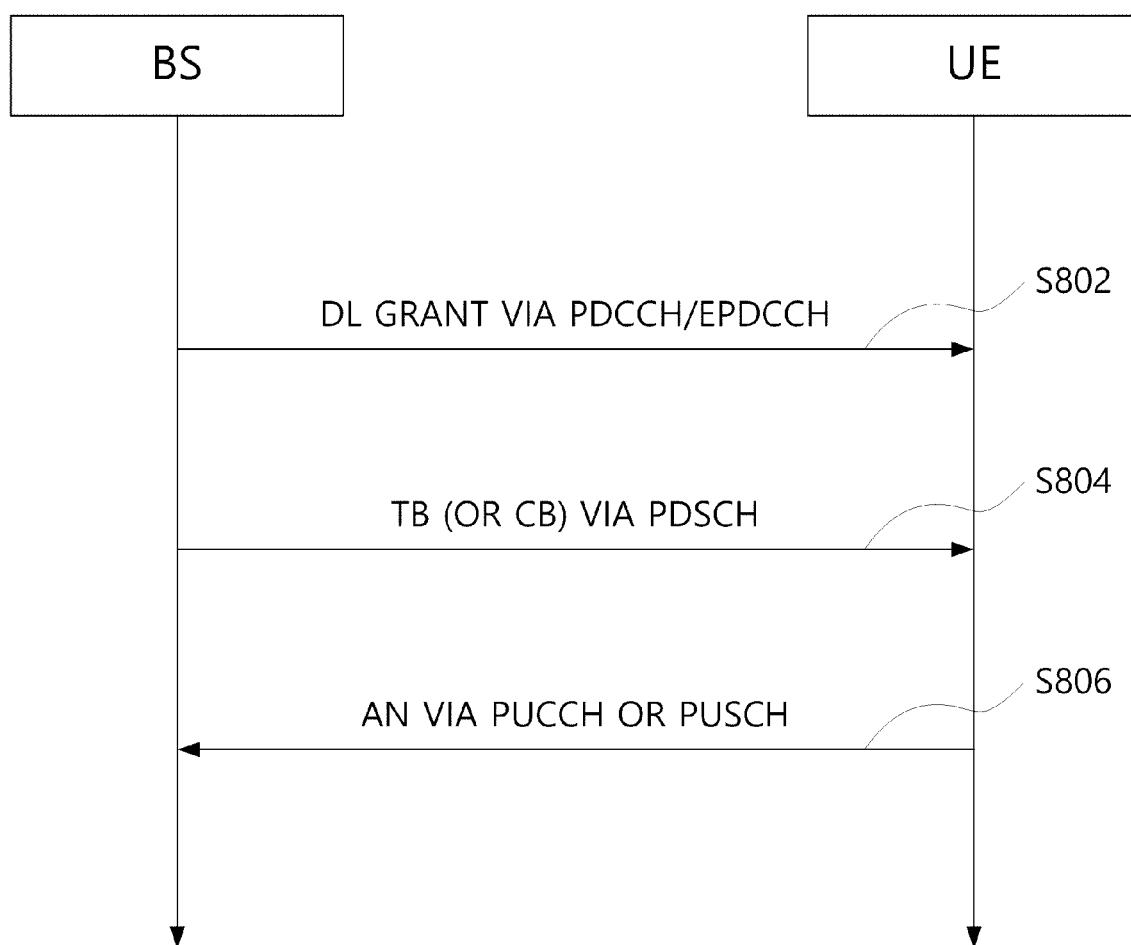 BS
UE
S802
DL GRANT VIA PDCCH/EPDCCH
S804
TB (OR CB) VIA PDSCH
S806
AN VIA PUCCH OR PUSCH